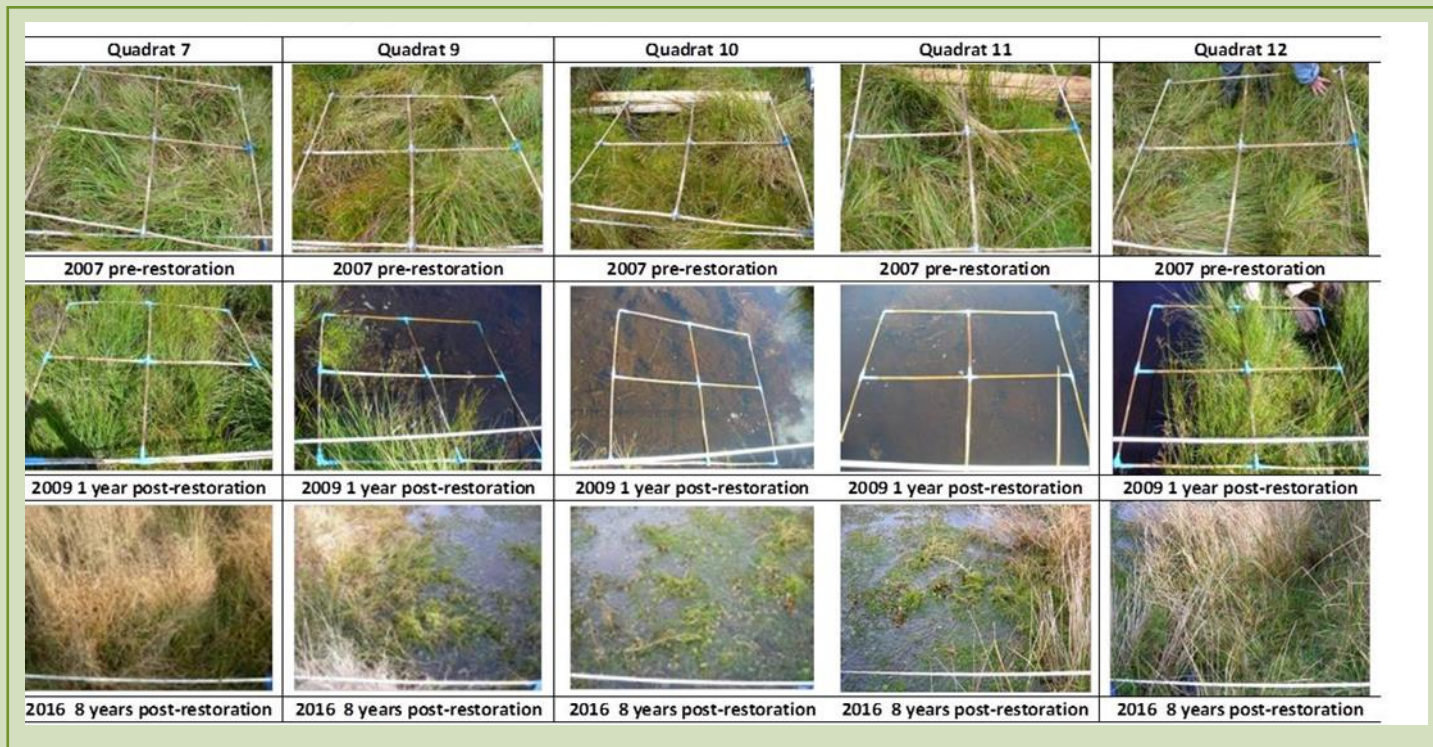 Quadrat 7 Quadrat 9 Quadrat 10 Quadrat 11 Quadrat 12
2007 pre-restoration 2007 pre-restoration 2007 pre-restoration 2007 pre-restoration 2007 pre-restoration
2009 1 year post-restoration 2009 1 year post-restoration 2009 1 year post-restoration 2009 1 year post-restoration 2009 1 year post-restoration
2016 8 years post-restoration 2016 8 years post-restoration 2016 8 years post-restoration 2016 8 years post-restoration 2016 8 years post-restoration